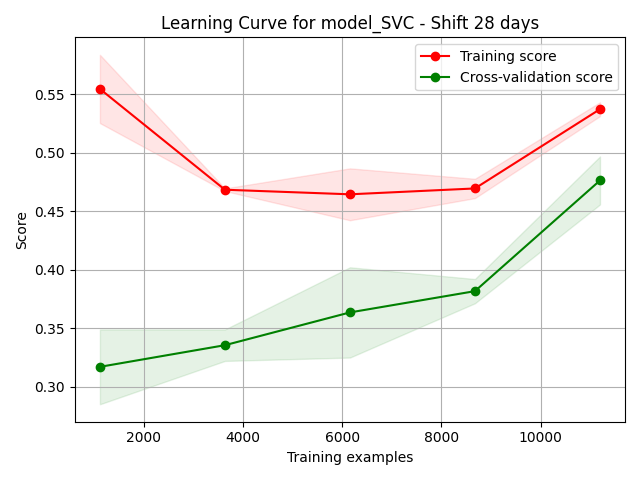 Learning Curve for model_SVC - Shift 28 days
Training score
Cross-validation score
Score
0.55
0.50
0.45
0.40
0.35
0.30
2000
4000
6000
8000
10000
Training examples